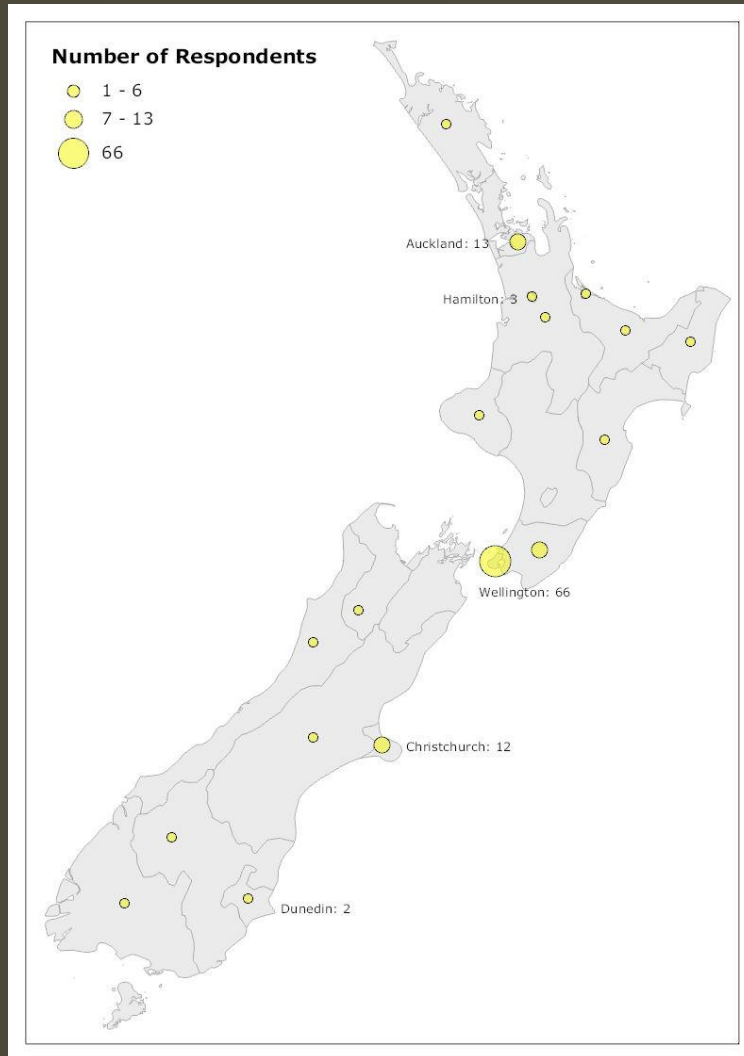 Number of Respondents
1 - 6
7 - 13
66
Auckland: 13
Hamilton: 3
Wellington: 66
Christchurch: 12
Dunedin: 2